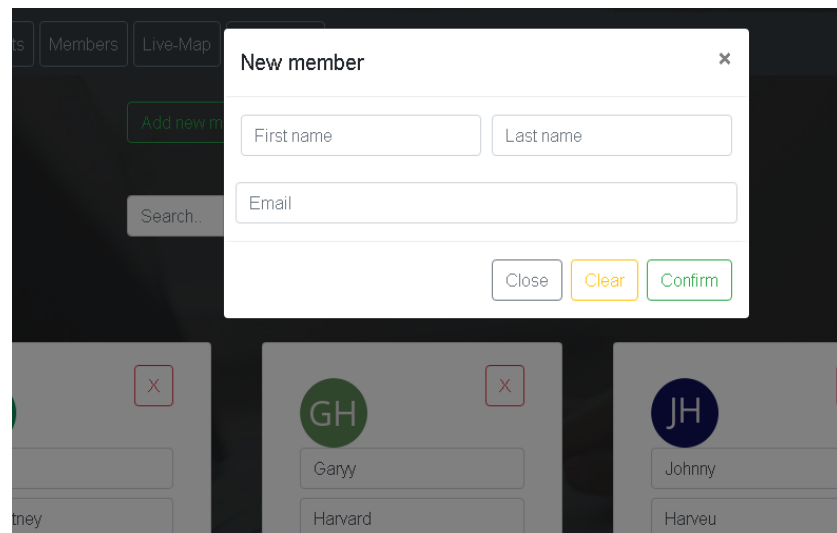 ts Members Live-Map
New member ×
Add new m
First name Last name
Search.. Email
Close Clear Confirm
X X
GH JH
Garyy Johnny
tney Harvard Harveu